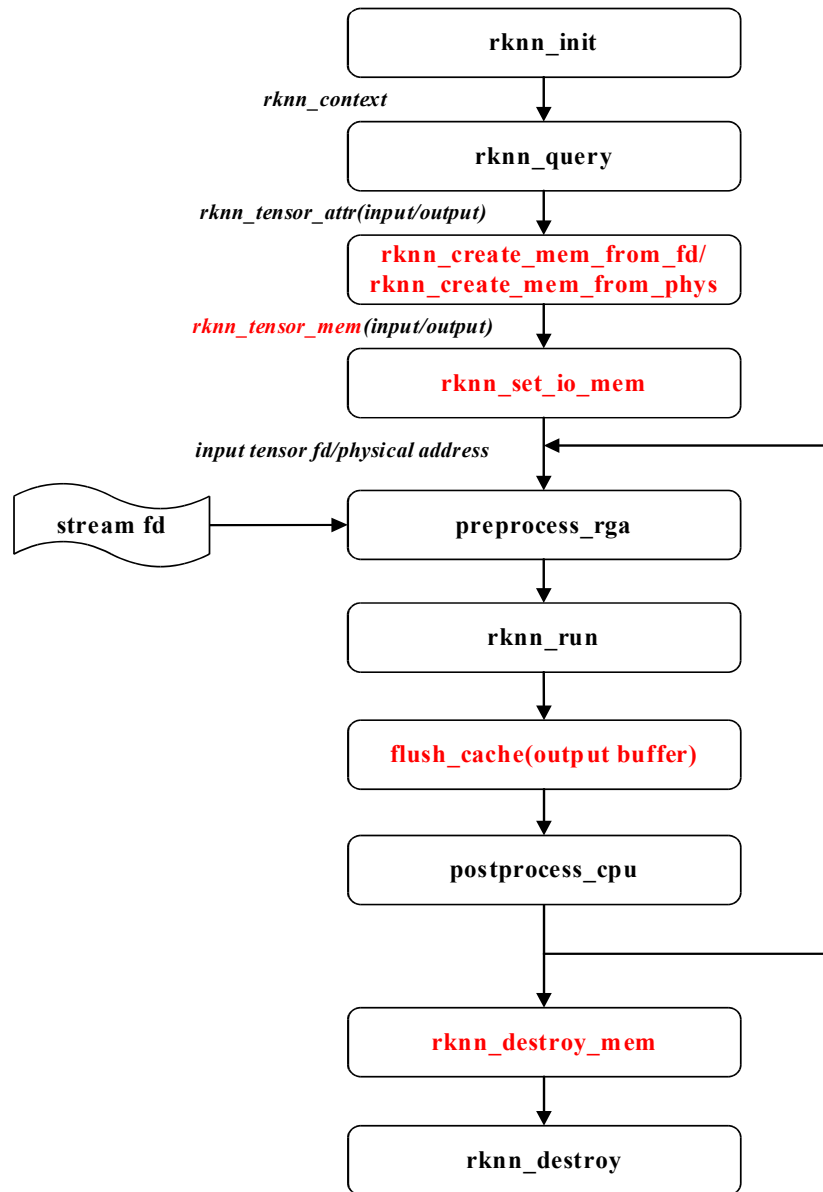 rknn_init
rknn_context
rknn_query
rknn_tensor_attr(input/output)
rknn_create_mem_from_fd/
rknn_create_mem_from_phys
rknn_tensor_mem(input/output)
rknn_set_io_mem
input tensor fd/physical address
stream fd
preprocess_rga
rknn_run
flush_cache(output buffer)
postprocess_cpu
rknn_destroy_mem
rknn_destroy